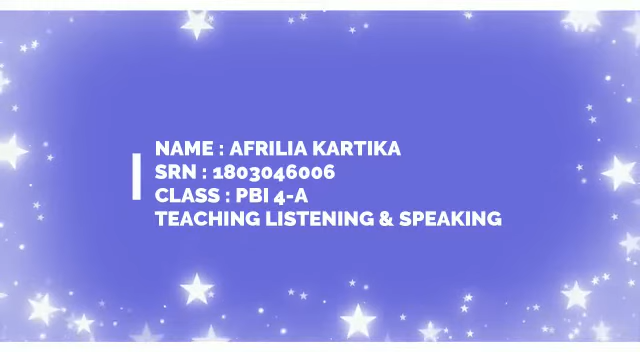 NAME : AFRILIA KARTIKA
SRN : 1803046006
CLASS : PBI 4-A
TEACHING LISTENING & SPEAKING